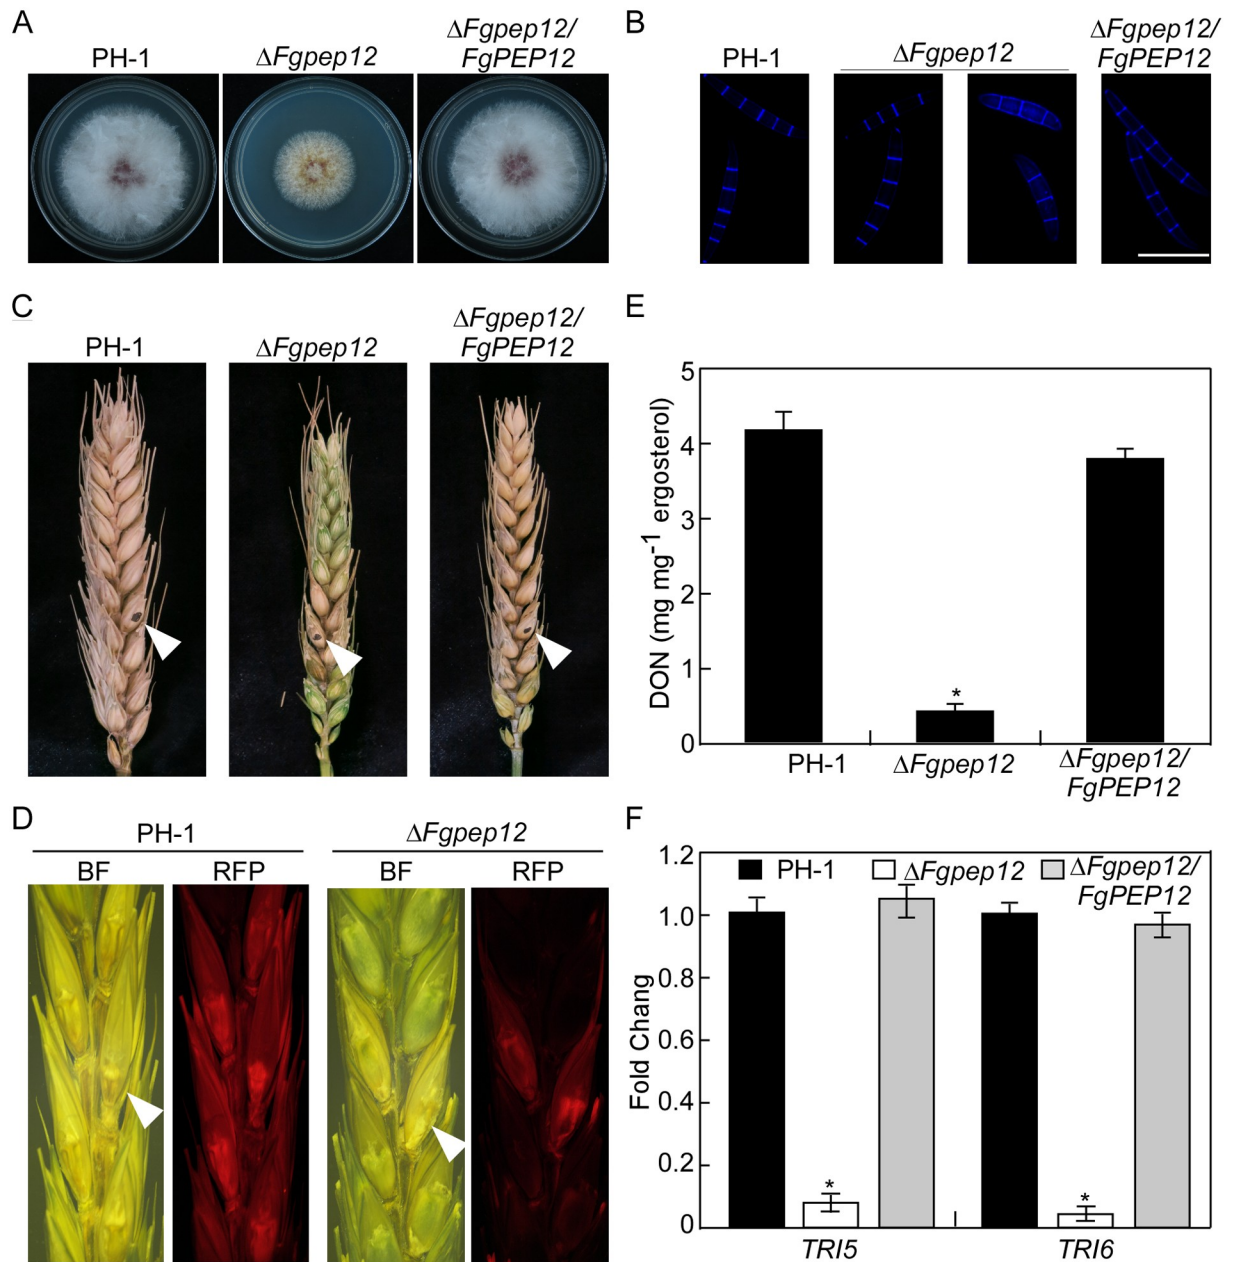 A
PH-1
ΔFgpep12
ΔFgpep12/
FgPEP12
B
PH-1
ΔFgpep12
ΔFgpep12/
FgPEP12
C
PH-1
ΔFgpep12
ΔFgpep12/
FgPEP12
D
PH-1
ΔFgpep12
BF
RFP
BF
RFP
E
DON (mg mg-1 ergosterol)
5
4
3
2
1
0
*
PH-1
ΔFgpep12
ΔFgpep12/
FgPEP12
F
Fold Chang
1.2
1.0
0.8
0.6
0.4
0.2
0
PH-1
ΔFgpep12
ΔFgpep12/
FgPEP12
*
*
TRI5
TRI6